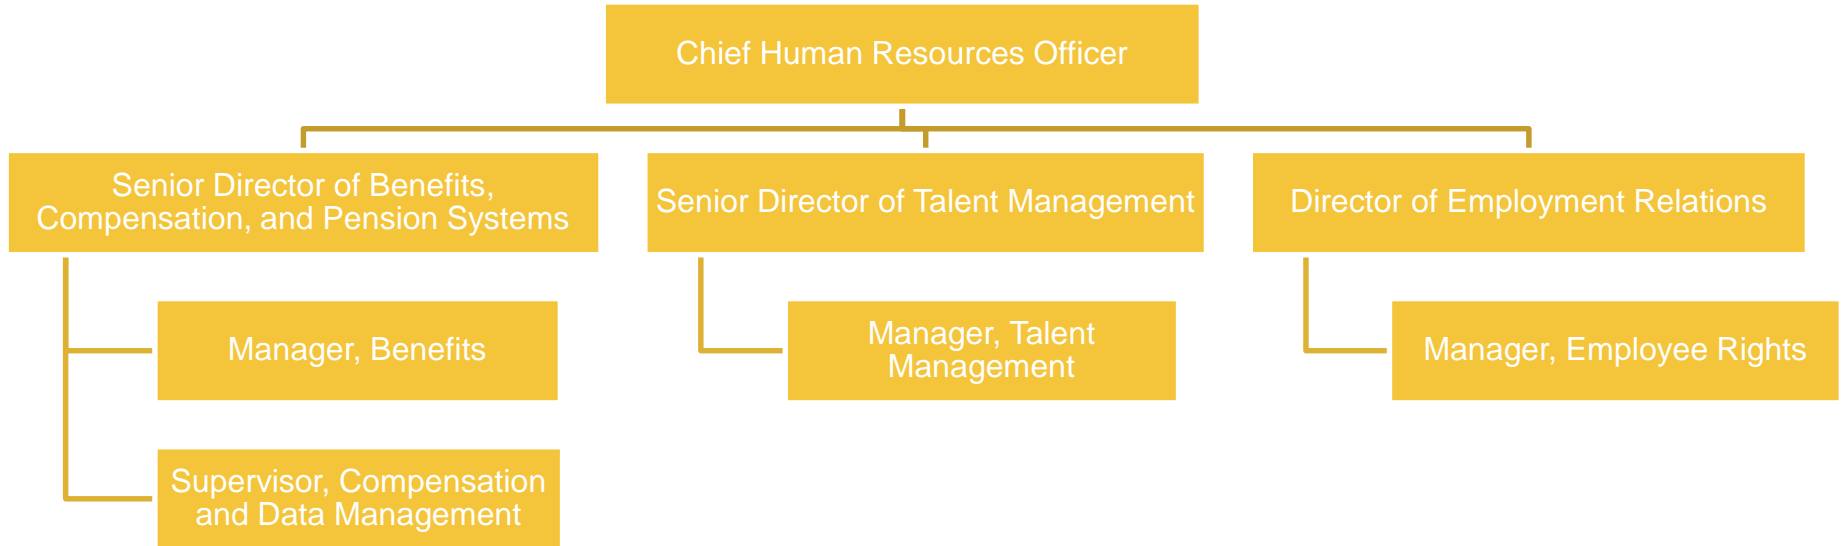 Chief Human Resources Officer
Senior Director of Benefits,
Compensation, and Pension Systems
Senior Director of Talent Management
Director of Employment Relations
Manager, Benefits
Manager, Talent
Management
Manager, Employee Rights
Supervisor, Compensation
and Data Management